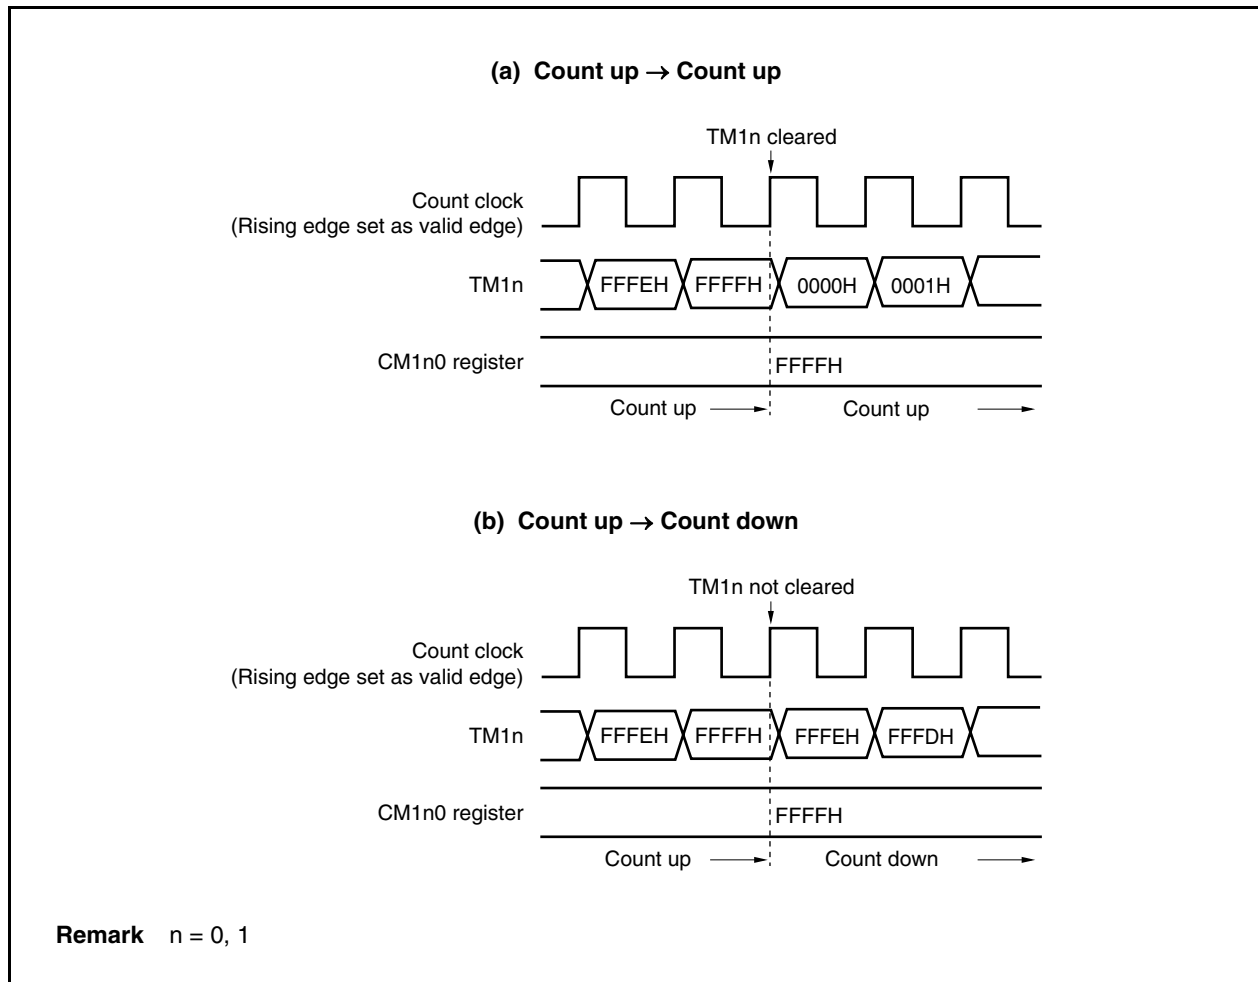 (a) Count up → Count up
TM1n cleared
Count clock
(Rising edge set as valid edge)
TM1n
FFFEH
FFFFH
0000H
0001H
CM1n0 register
FFFFH
Count up
Count up
(b) Count up → Count down
TM1n not cleared
Count clock
(Rising edge set as valid edge)
TM1n
FFFEH
FFFFH
FFFEH
FFFDH
CM1n0 register
FFFFH
Count up
Count down
Remark n = 0, 1